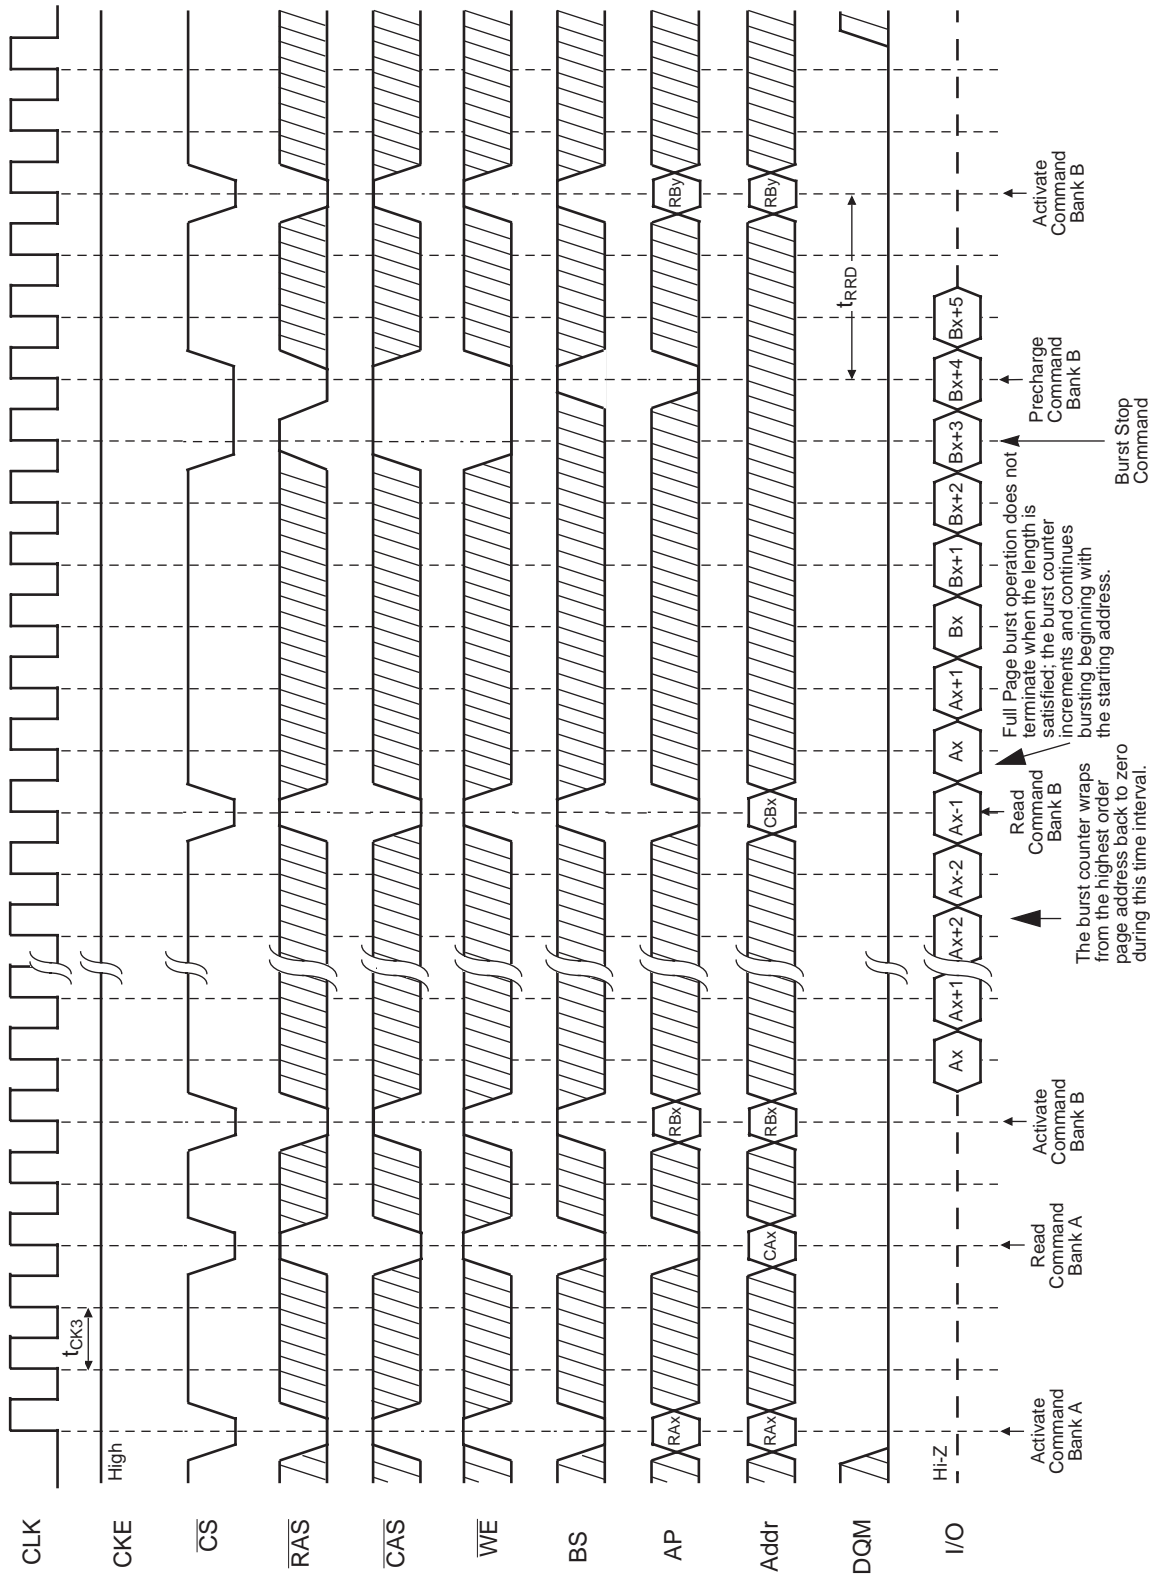 CLK
CKE
High
t_CK3
CS
RAS
CAS
WE
BS
AP
RAx
RBx
RBy
Addr
RAx
CAx
RBx
CBx
RBy
t_RRD
DQM
I/O
Hi-Z
Ax
Ax+1
Ax+2
Ax-2
Ax-1
Ax
Ax+1
Bx
Bx+1
Bx+2
Bx+3
Bx+4
Bx+5
Activate
Command
Bank A
Read
Command
Bank A
Activate
Command
Bank B
The burst counter wraps
from the highest order
page address back to zero
during this time interval.
Read
Command
Bank B
Full Page burst operation does not
terminate when the length is
satisfied; the burst counter
increments and continues
bursting beginning with
the starting address.
Burst Stop
Command
Precharge
Command
Bank B
Activate
Command
Bank B